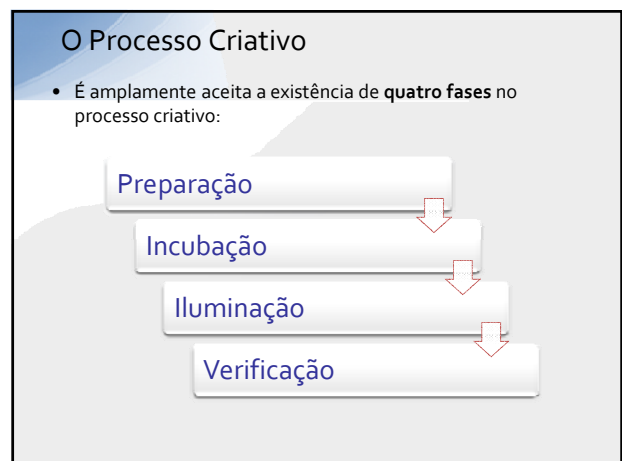 O Processo Criativo
• É amplamente aceita a existência de quatro fases no
processo criativo:
Preparação
Incubação
Iluminação
Verificação